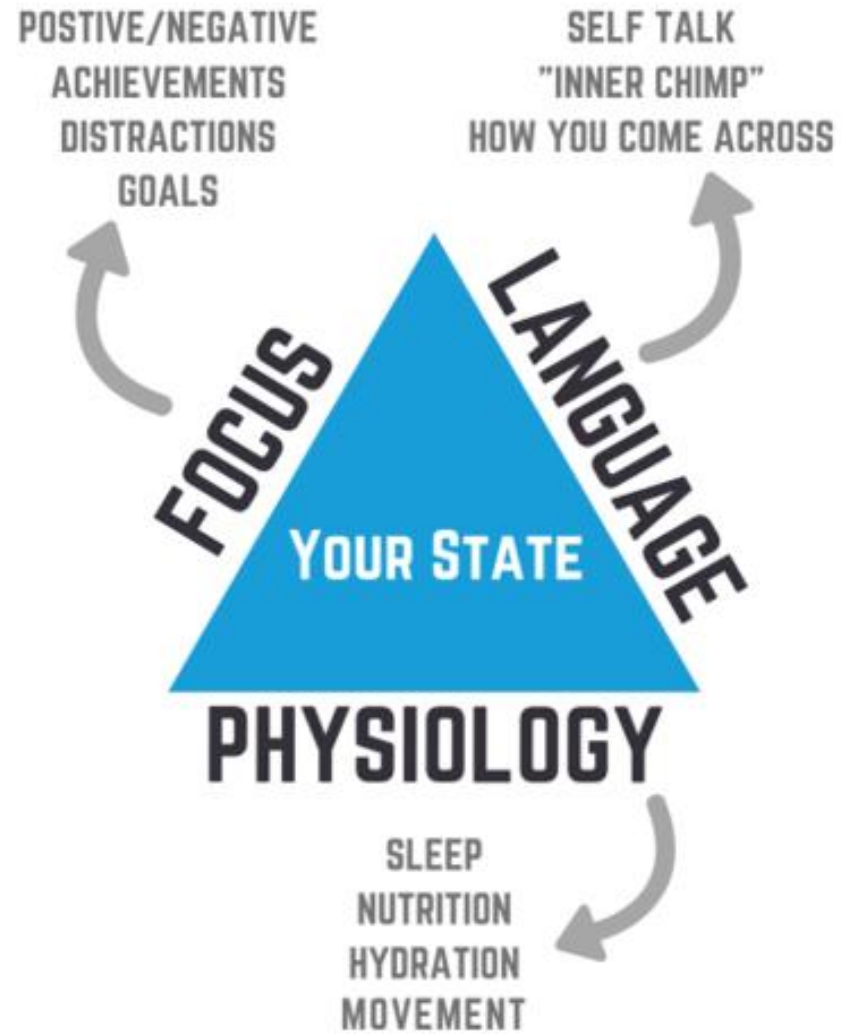 POSTIVE/NEGATIVE
ACHIEVEMENTS
DISTRACTIONS
GOALS
SELF TALK
"INNER CHIMP"
HOW YOU COME ACROSS
FOCUS
LANGUAGE
YOUR STATE
PHYSIOLOGY
SLEEP
NUTRITION
HYDRATION
MOVEMENT